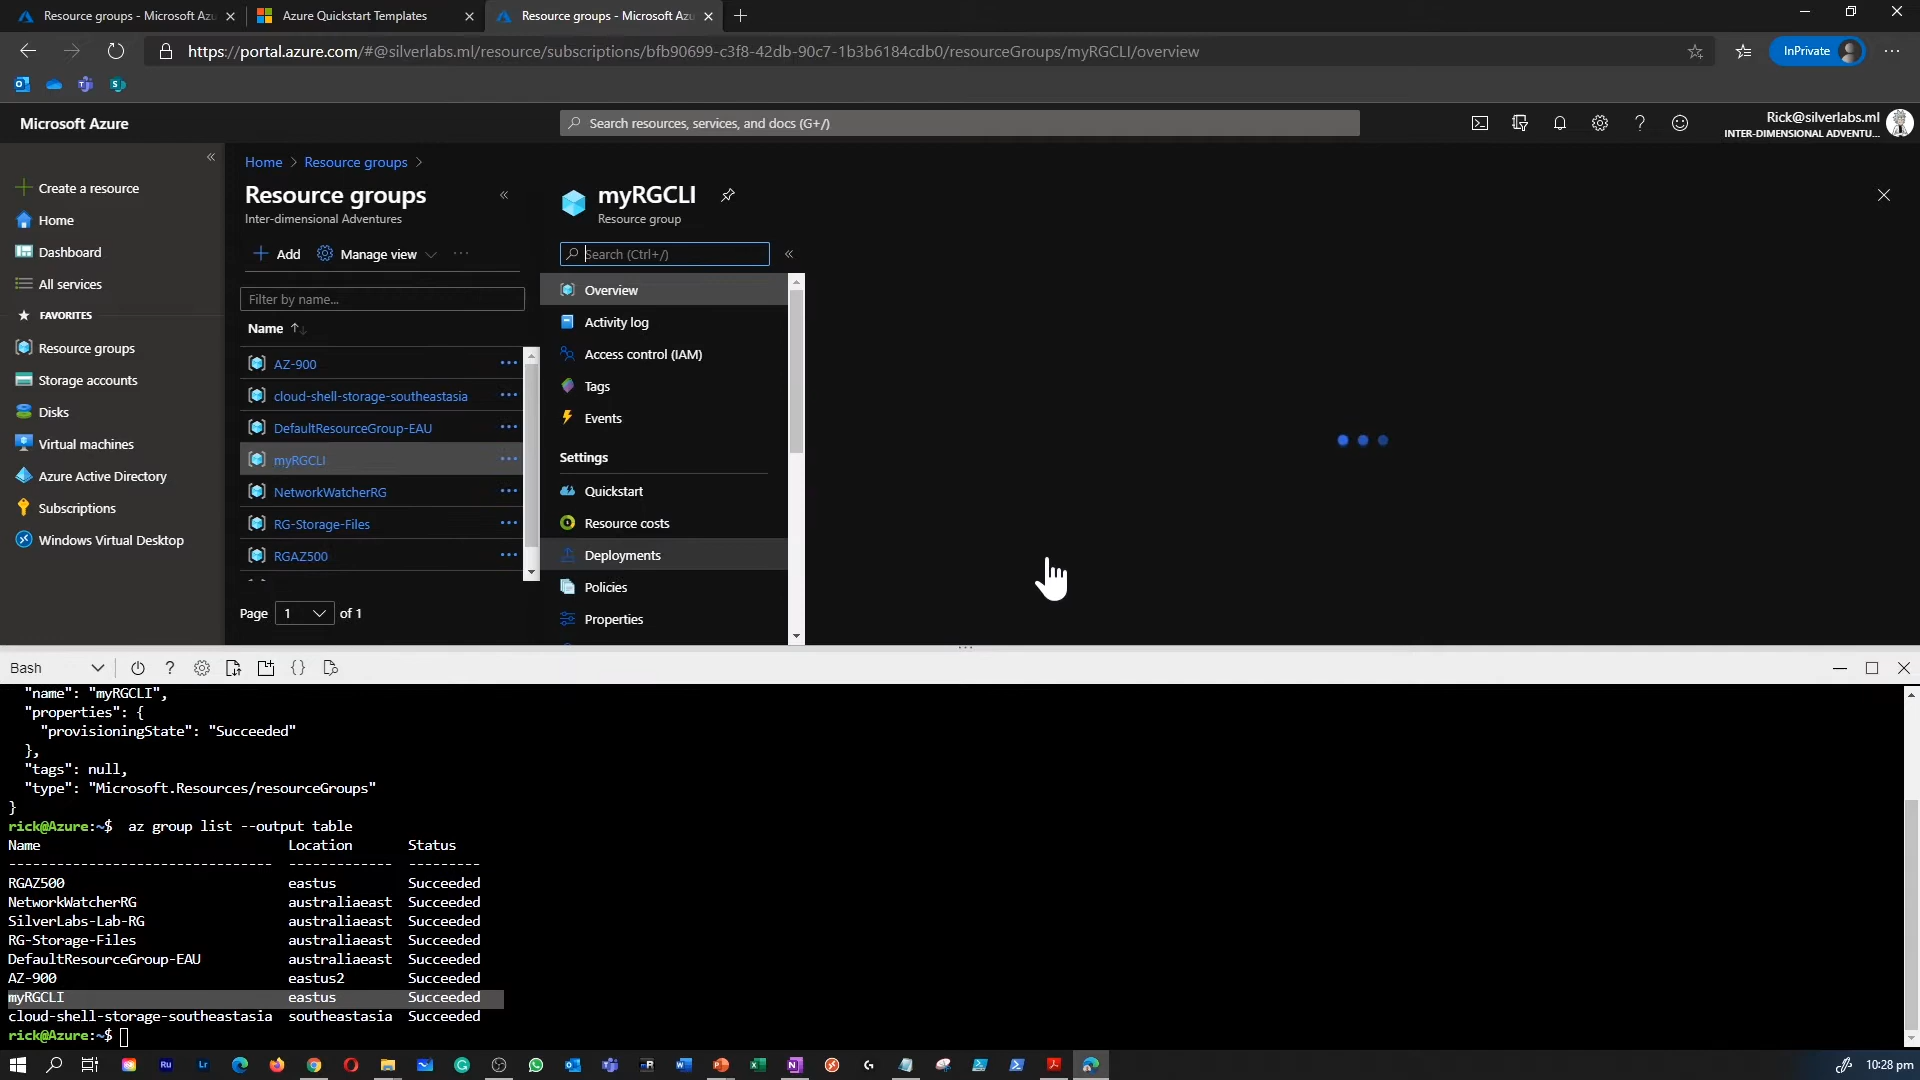 Resource groups - Microsoft Azu
Azure Quickstart Templates
Resource groups - Microsoft Azu
https://portal.azure.com/#@silverlabs.ml/resource/subscriptions/bfb90699-c3f8-42db-90c7-1b3b6184cdb0/resourceGroups/myRGCLI/overview
InPrivate
Microsoft Azure
Search resources, services, and docs (G+/)
Rick@silverlabs.ml
INTER-DIMENSIONAL ADVENTU...
Create a resource
Home
Dashboard
All services
FAVORITES
Resource groups
Storage accounts
Disks
Virtual machines
Azure Active Directory
Subscriptions
Windows Virtual Desktop
Home > Resource groups >
Resource groups
Inter-dimensional Adventures
Add
Manage view
Filter by name...
Name
AZ-900
cloud-shell-storage-southeastasia
DefaultResourceGroup-EAU
myRGCLI
NetworkWatcherRG
RG-Storage-Files
RGAZ500
Page 1 of 1
myRGCLI
Resource group
Search (Ctrl+/)
Overview
Activity log
Access control (IAM)
Tags
Events
Settings
Quickstart
Resource costs
Deployments
Policies
Properties
Bash
"name": "myRGCLI",
"properties": {
"provisioningState": "Succeeded"
},
"tags": null,
"type": "Microsoft.Resources/resourceGroups"
}
rick@Azure:~$ az group list --output table
Name Location Status
--------------------------------- ------------- ---------
RGAZ500 eastus Succeeded
NetworkWatcherRG australiaeast Succeeded
SilverLabs-Lab-RG australiaeast Succeeded
RG-Storage-Files australiaeast Succeeded
DefaultResourceGroup-EAU australiaeast Succeeded
AZ-900 eastus2 Succeeded
myRGCLI eastus Succeeded
cloud-shell-storage-southeastasia southeastasia Succeeded
rick@Azure:~$
10:28 pm